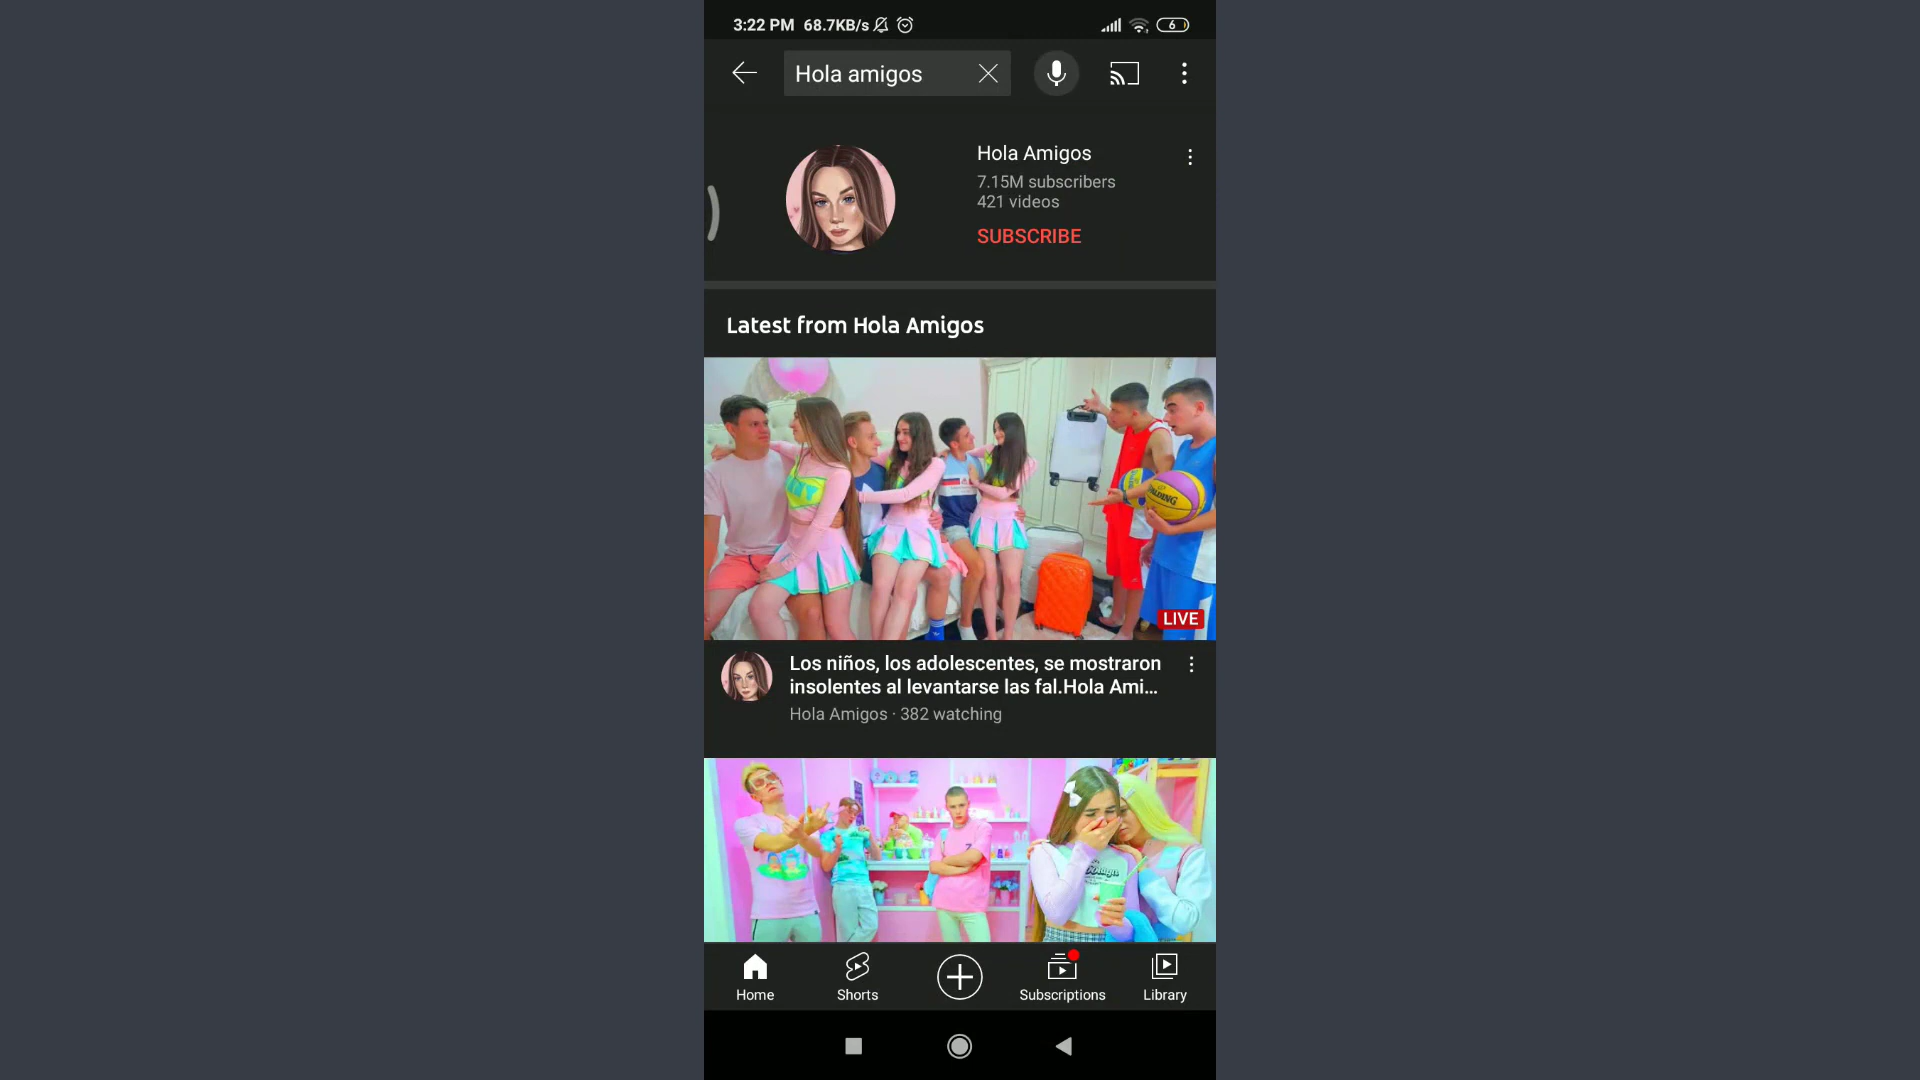 3:22 PM 68.7KB/s 6
Hola amigos
Hola Amigos
7.15M subscribers
421 videos
SUBSCRIBE
Latest from Hola Amigos
SPALDING
LIVE
Los niños, los adolescentes, se mostraron
insolentes al levantarse las fal.Hola Ami...
Hola Amigos · 382 watching
Home
Shorts
Subscriptions
Library